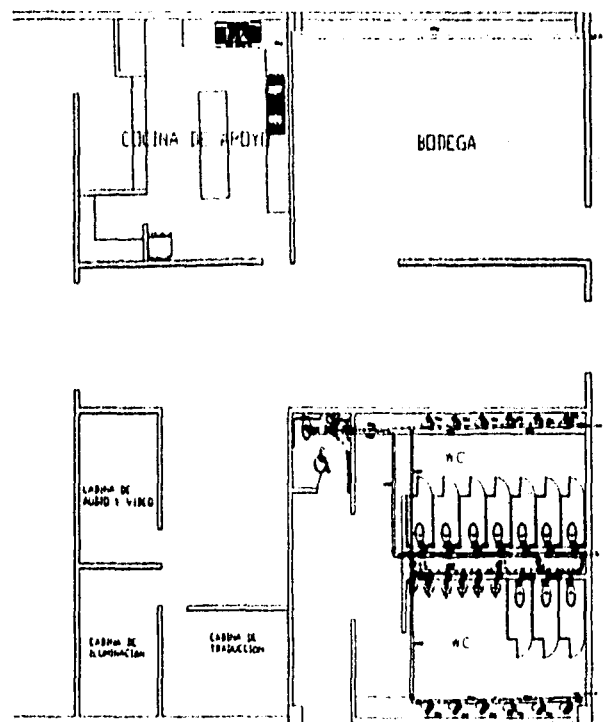 COCINA DE APOYO
BODEGA
WC
CABINA DE
AUDIO Y VIDEO
CABINA DE
ILUMINACION
CABINA DE
TRADUCCION
WC